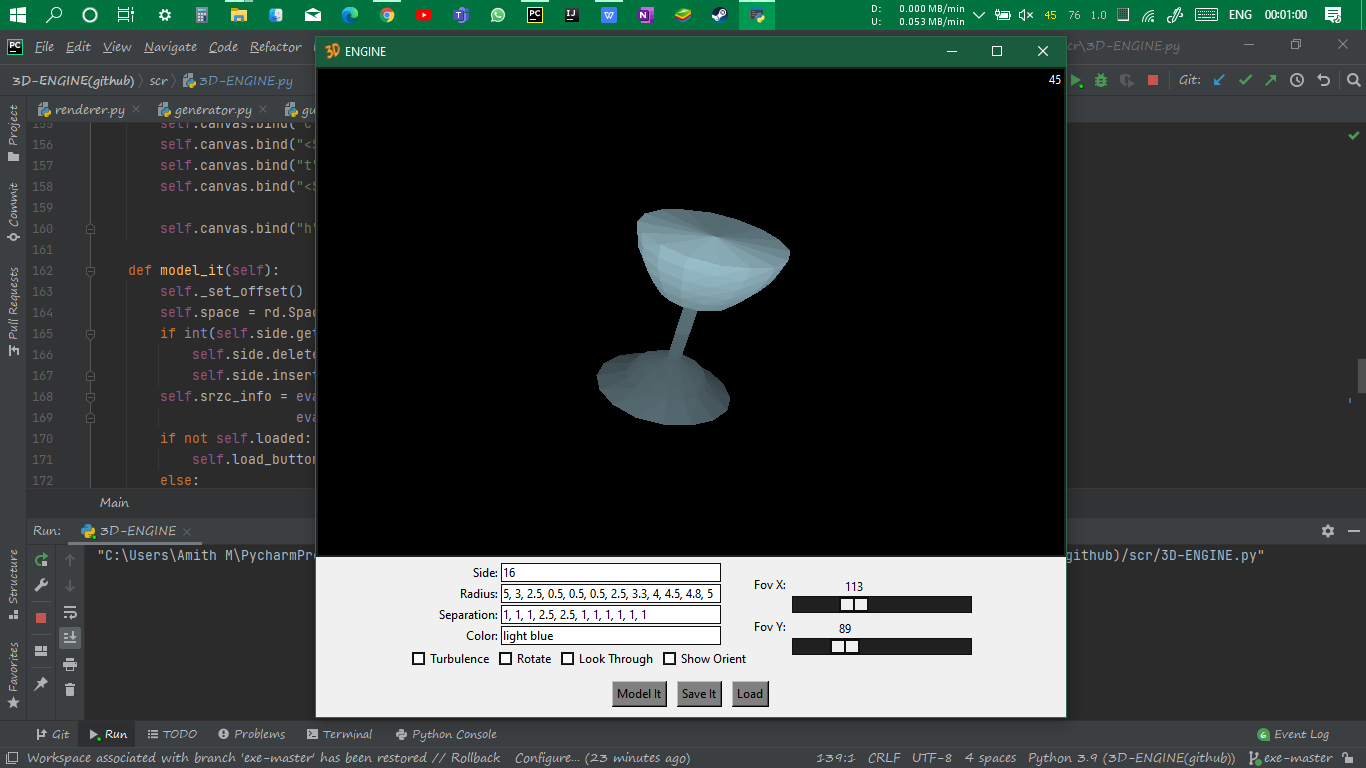 D: 0.000 MB/min
U: 0.053 MB/min
45 76 1.0 ENG 00:01:00
PC File Edit View Navigate Code Refactor
3D ENGINE
cr\3D-ENGINE.py
3D-ENGINE(github) scr 3D-ENGINE.py
Git:
renderer.py generator.py gu
45
155 self.canvas.bind("c
156 self.canvas.bind("<S
157 self.canvas.bind("t"
158 self.canvas.bind("<S
159
160 self.canvas.bind("h"
161
162 def model_it(self):
163 self._set_offset()
164 self.space = rd.Spac
165 if int(self.side.get
166 self.side.delete
167 self.side.insert
168 self.srzc_info = eva
169 eva
170 if not self.loaded:
171 self.load_button
172 else:
Project
Commit
Pull Requests
Structure
Favorites
Main
Run: 3D-ENGINE
"C:\Users\Amith M\PycharmPro
github)/scr/3D-ENGINE.py"
Side: 16
Radius: 5, 3, 2.5, 0.5, 0.5, 0.5, 2.5, 3.3, 4, 4.5, 4.8, 5
Separation: 1, 1, 1, 2.5, 2.5, 1, 1, 1, 1, 1, 1
Color: light blue
Turbulence Rotate Look Through Show Orient
Model It Save It Load
Fov X: 113
Fov Y: 89
Git Run TODO Problems Terminal Python Console
6 Event Log
Workspace associated with branch 'exe-master' has been restored // Rollback Configure... (23 minutes ago)
139:1 CRLF UTF-8 4 spaces Python 3.9 (3D-ENGINE(github)) exe-master